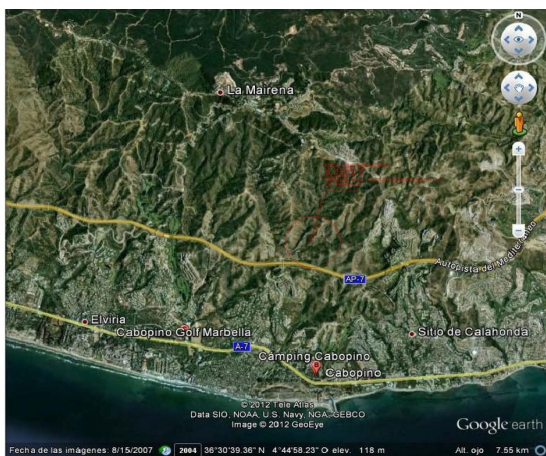 N
La Mairena
AP-7
Autopista del Mediterráneo
Elviria
Cabopino Golf Marbella
A-7
Sitio de Calahonda
Camping Cabopino
Cabopino
© 2012 Tele Atlas
Data SIO, NOAA, U.S. Navy, NGA, GEBCO
Image © 2012 GeoEye
Google earth
Fecha de las imágenes: 8/15/2007 2004 36°30'39.36" N 4°44'58.23" O elev. 118 m Alt. ojo 7.55 km